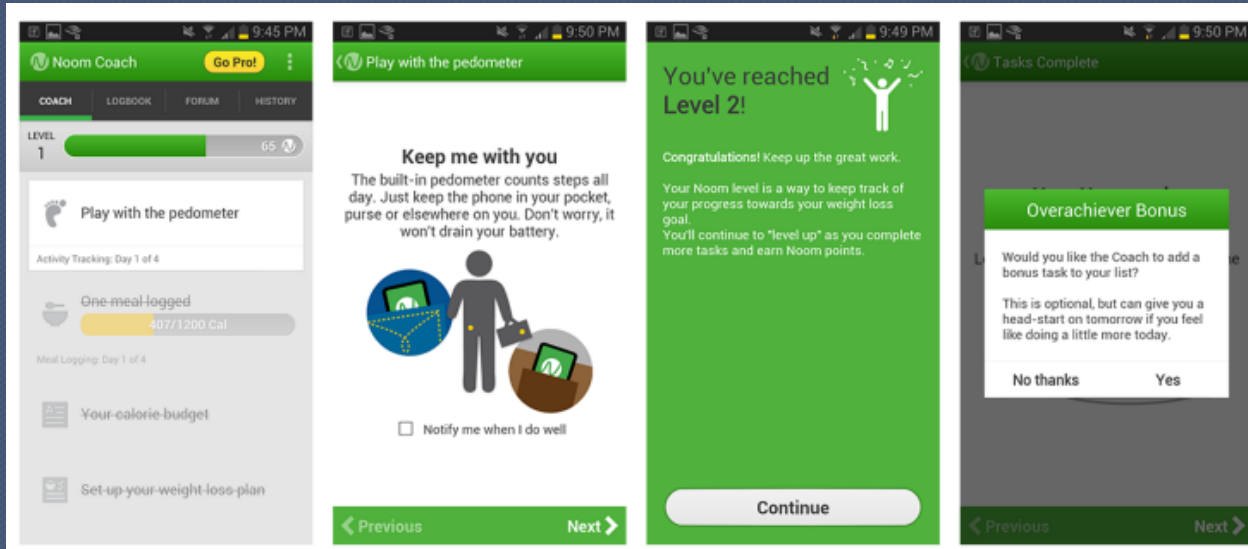 9:45 PM
Noom Coach
Go Pro!
COACH
LOGBOOK
FORUM
HISTORY
LEVEL
1
65
Play with the pedometer
Activity Tracking: Day 1 of 4
One meal logged
407/1200 Cal
Meal Logging: Day 1 of 4
Your calorie budget
Set up your weight loss plan
9:50 PM
Play with the pedometer
Keep me with you
The built-in pedometer counts steps all
day. Just keep the phone in your pocket,
purse or elsewhere on you. Don't worry, it
won't drain your battery.
Notify me when I do well
Previous
Next
9:49 PM
You've reached
Level 2!
Congratulations! Keep up the great work.
Your Noom level is a way to keep track of
your progress towards your weight loss
goal.
You'll continue to "level up" as you complete
more tasks and earn Noom points.
Continue
9:50 PM
Tasks Complete
Overachiever Bonus
Would you like the Coach to add a
bonus task to your list?
This is optional, but can give you a
head-start on tomorrow if you feel
like doing a little more today.
No thanks
Yes
Previous
Next